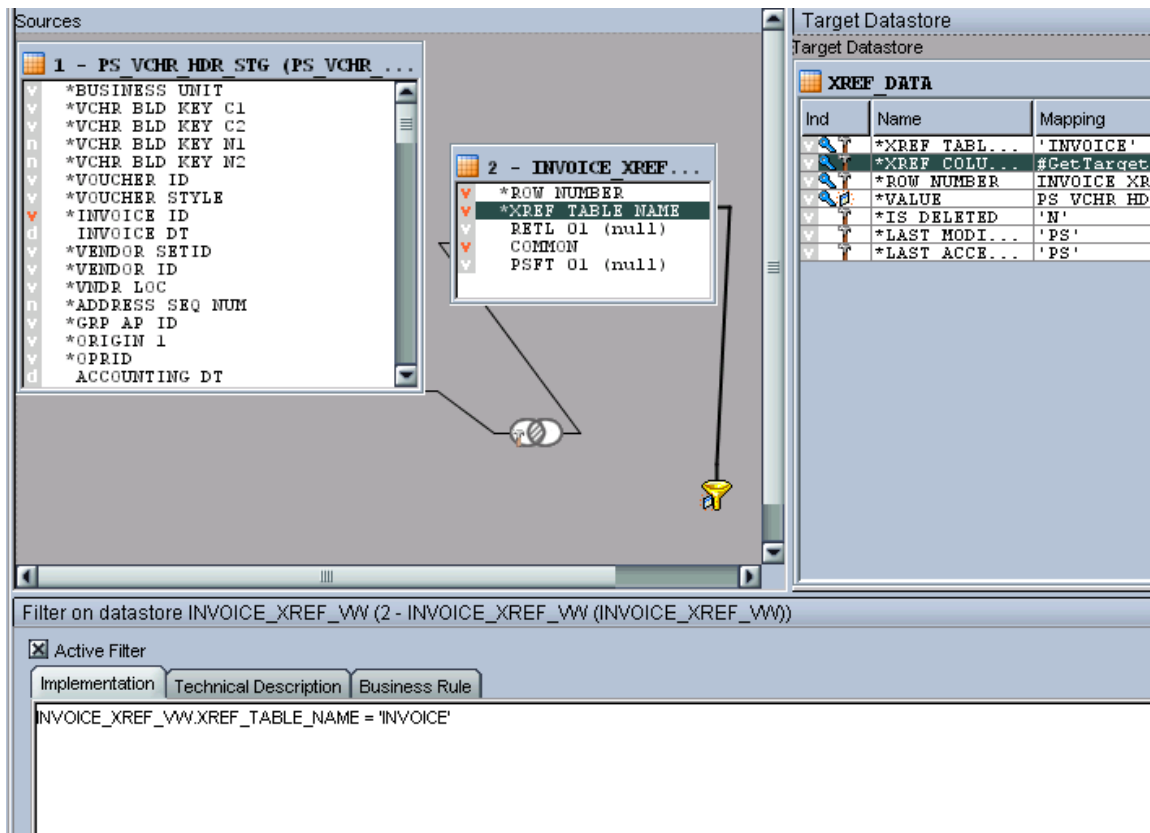 Sources
1 - PS_VCHR_HDR_STG (PS_VCHR_...
v *BUSINESS UNIT
v *VCHR BLD KEY C1
v *VCHR BLD KEY C2
n *VCHR BLD KEY N1
n *VCHR BLD KEY N2
v *VOUCHER ID
v *VOUCHER STYLE
v *INVOICE ID
d INVOICE DT
v *VENDOR SETID
v *VENDOR ID
v *VNDR LOC
n *ADDRESS SEQ NUM
v *GRP AP ID
v *ORIGIN 1
v *OPRID
d ACCOUNTING DT
2 - INVOICE_XREF...
v *ROW NUMBER
v *XREF TABLE NAME
v RETL 01 (null)
v COMMON
v PSFT 01 (null)
Target Datastore
Target Datastore
XREF_DATA
Ind Name Mapping
v *XREF TABL... 'INVOICE'
v *XREF COLU... #GetTarget
v *ROW NUMBER INVOICE XR
v *VALUE PS VCHR HD
v *IS DELETED 'N'
v *LAST MODI... 'PS'
v *LAST ACCE... 'PS'
Filter on datastore INVOICE_XREF_VW (2 - INVOICE_XREF_VW (INVOICE_XREF_VW))
Active Filter
Implementation Technical Description Business Rule
INVOICE_XREF_VW.XREF_TABLE_NAME = 'INVOICE'